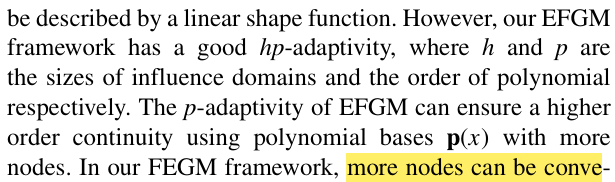 be described by a linear shape function. However, our EFGM
framework has a good hp-adaptivity, where h and p are
the sizes of influence domains and the order of polynomial
respectively. The p-adaptivity of EFGM can ensure a higher
order continuity using polynomial bases p(x) with more
nodes. In our FEGM framework, more nodes can be conve-